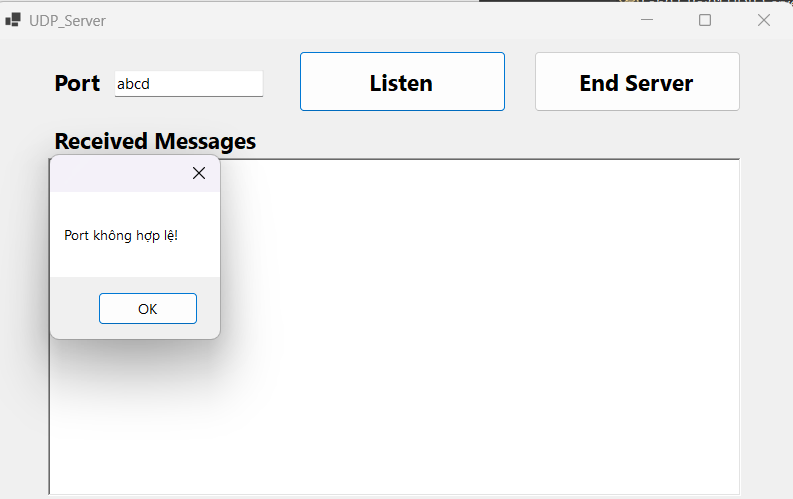 UDP_Server
Port abcd Listen End Server
Received Messages
Port không hợp lệ!
OK